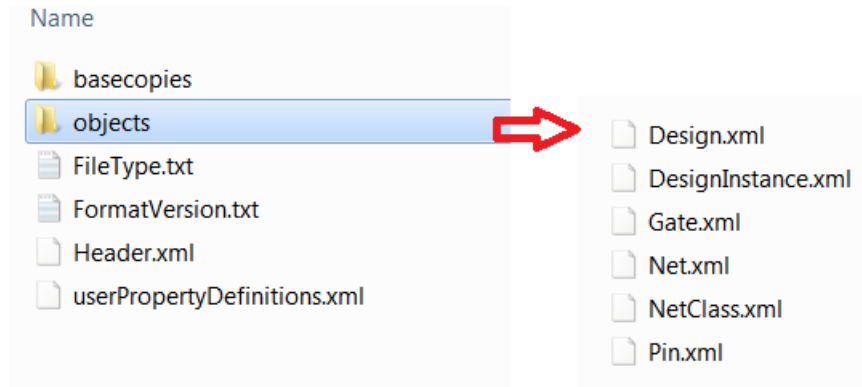 Name
basecopies
objects
FileType.txt
FormatVersion.txt
Header.xml
userPropertyDefinitions.xml
Design.xml
DesignInstance.xml
Gate.xml
Net.xml
NetClass.xml
Pin.xml